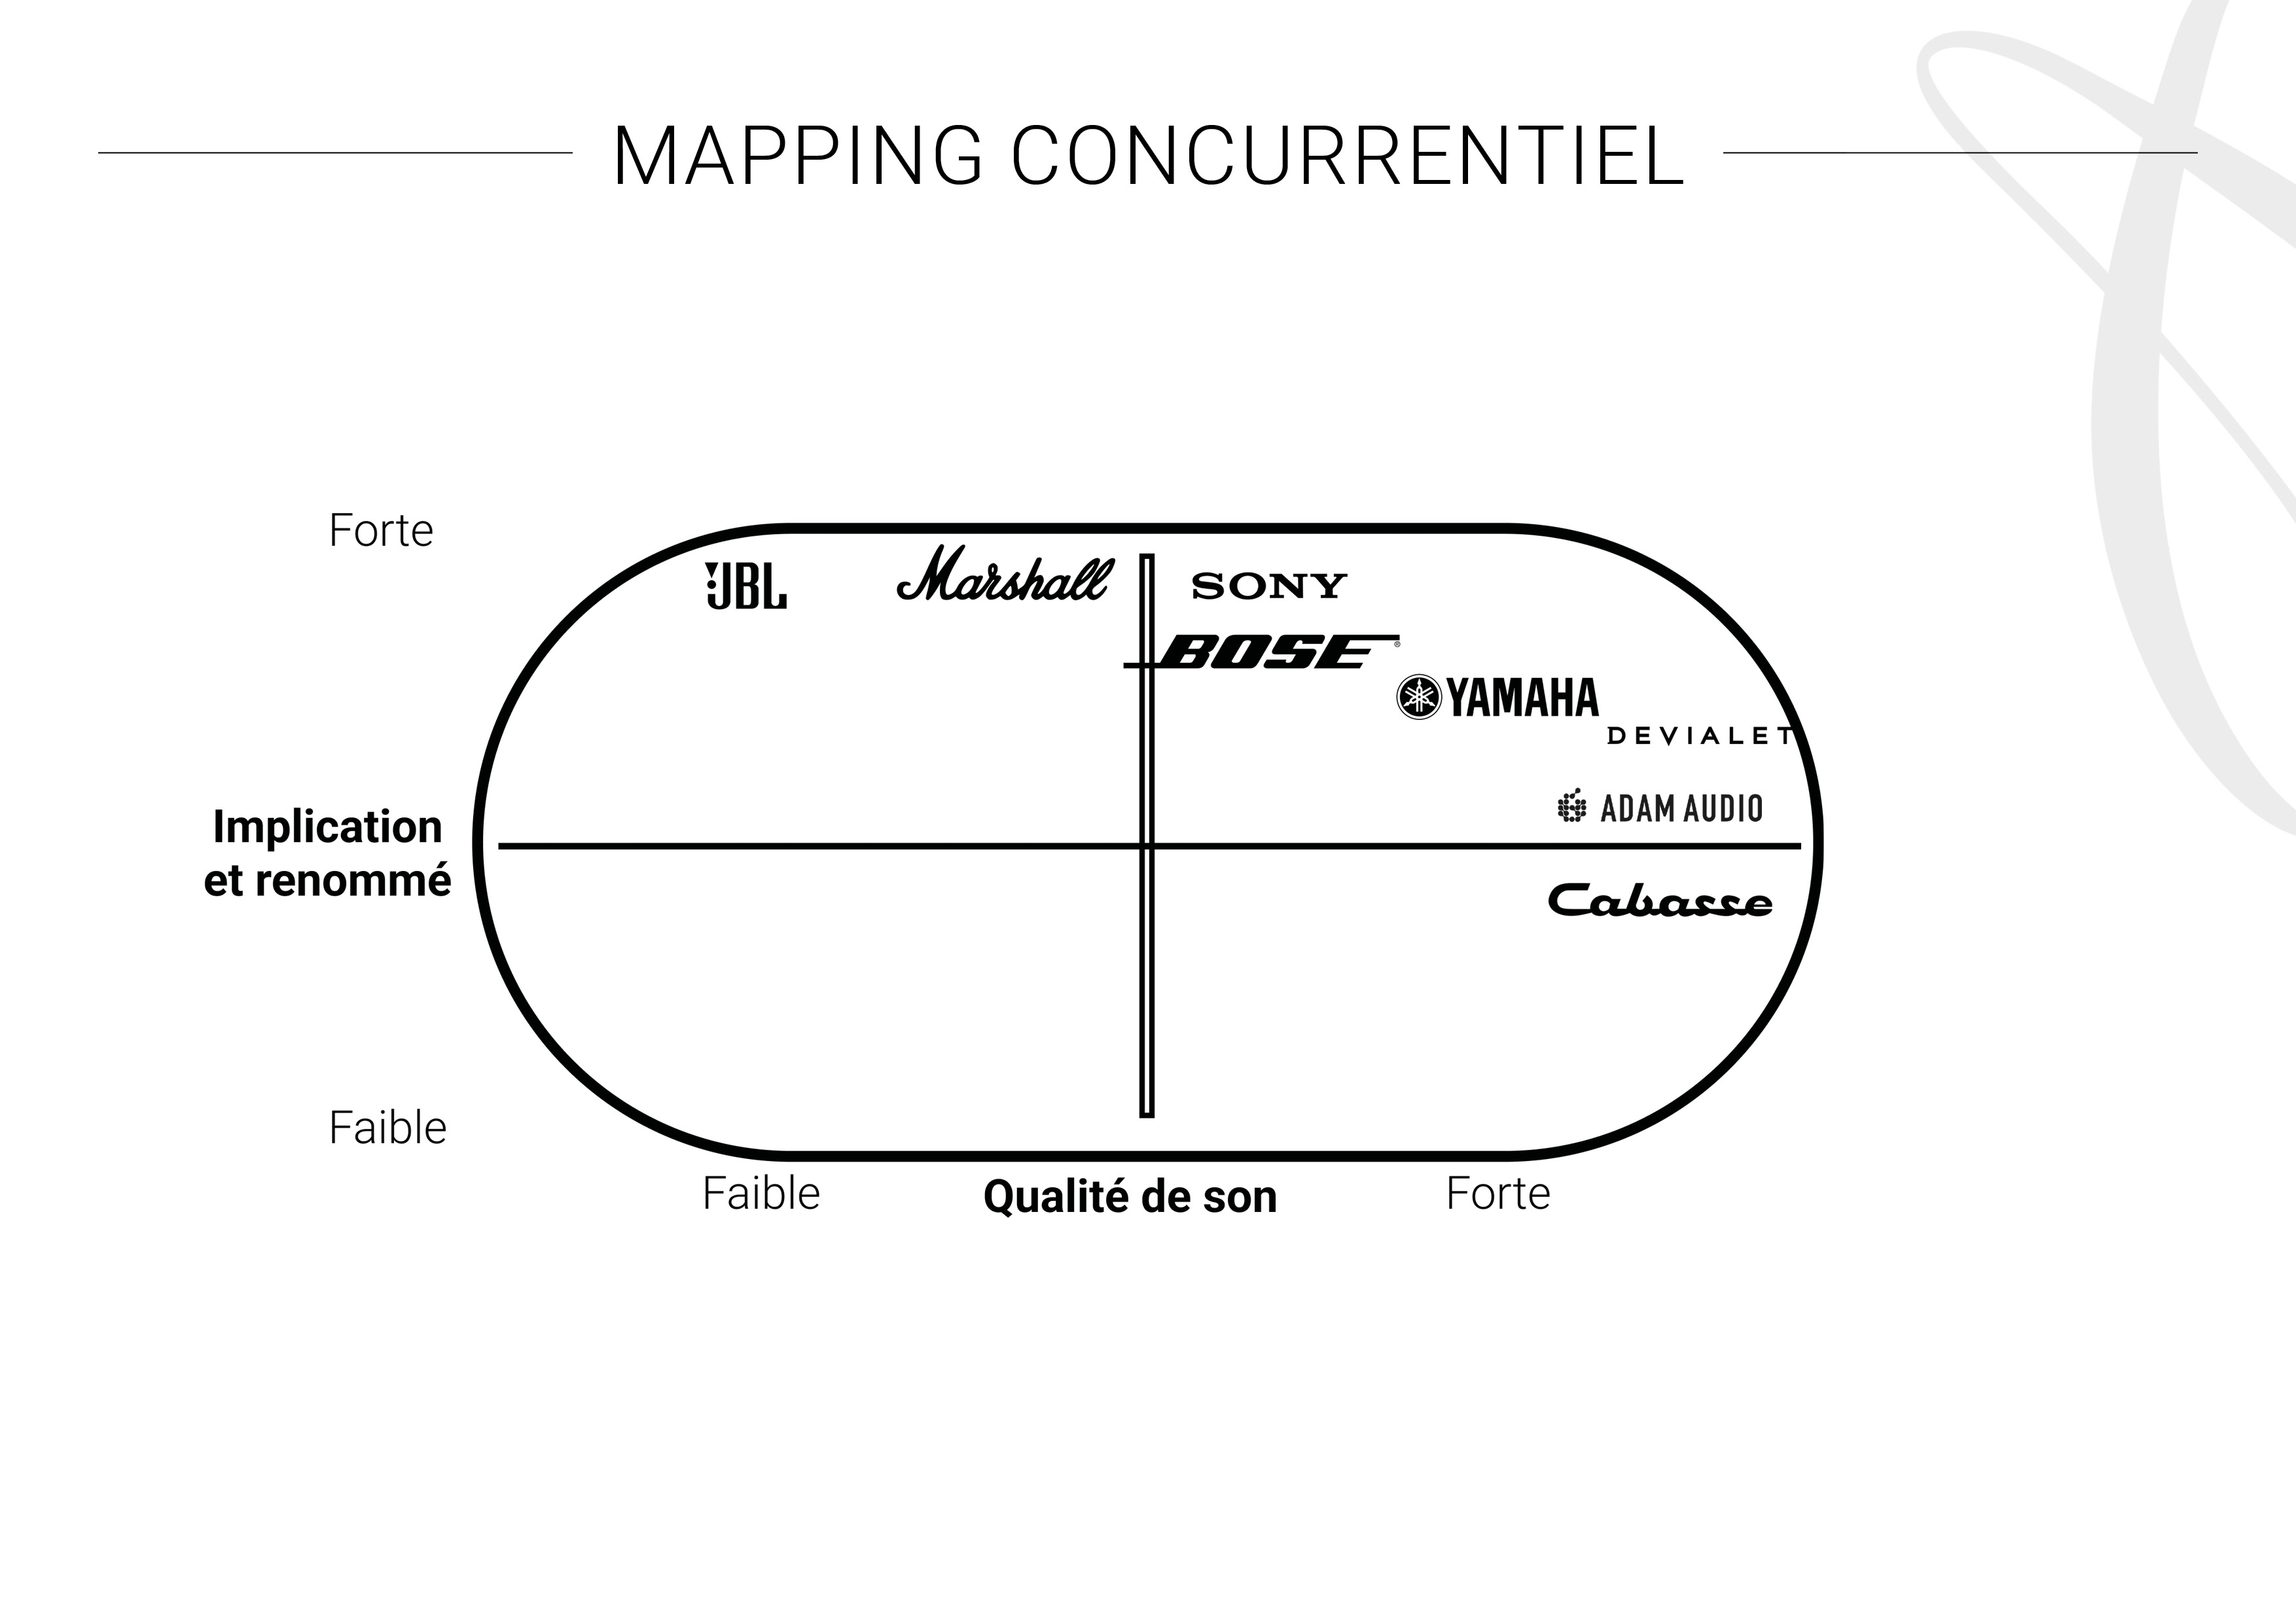 MAPPING CONCURRENTIEL
Forte
JBL
Marshall
SONY
BOSE®
YAMAHA
DEVIALET
ADAM AUDIO
Implication
et renommé
Cabasse
Faible
Faible
Qualité de son
Forte